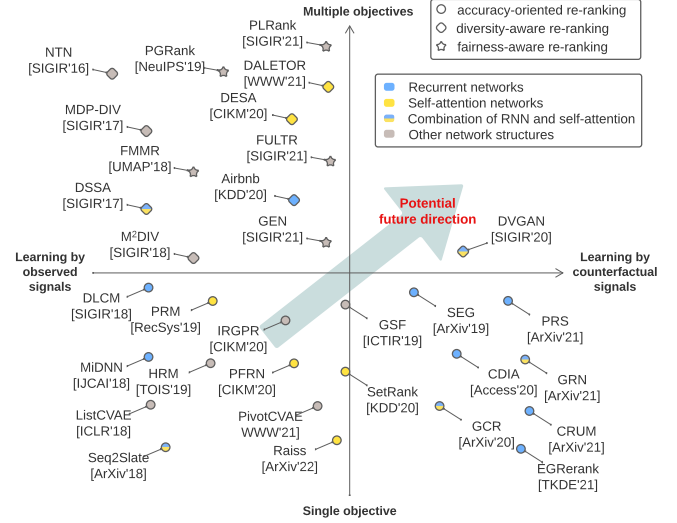 Multiple objectives
accuracy-oriented re-ranking
diversity-aware re-ranking
fairness-aware re-ranking
Recurrent networks
Self-attention networks
Combination of RNN and self-attention
Other network structures
NTN
[SIGIR'16]
PGRank
[NeuIPS'19]
PLRank
[SIGIR'21]
DALETOR
[WWW'21]
DESA
[CIKM'20]
MDP-DIV
[SIGIR'17]
FMMR
[UMAP'18]
FULTR
[SIGIR'21]
DSSA
[SIGIR'17]
Airbnb
[KDD'20]
GEN
[SIGIR'21]
M²DIV
[SIGIR'18]
Potential
future direction
DVGAN
[SIGIR'20]
Learning by
observed
signals
Learning by
counterfactual
signals
DLCM
[SIGIR'18]
PRM
[RecSys'19]
IRGPR
[CIKM'20]
GSF
[ICTIR'19]
SEG
[ArXiv'19]
PRS
[ArXiv'21]
MiDNN
[IJCAI'18]
HRM
[TOIS'19]
PFRN
[CIKM'20]
SetRank
[KDD'20]
CDIA
[Access'20]
GRN
[ArXiv'21]
ListCVAE
[ICLR'18]
PivotCVAE
WWW'21]
GCR
[ArXiv'20]
CRUM
[ArXiv'21]
Seq2Slate
[ArXiv'18]
Raiss
[ArXiv'22]
EGRerank
[TKDE'21]
Single objective